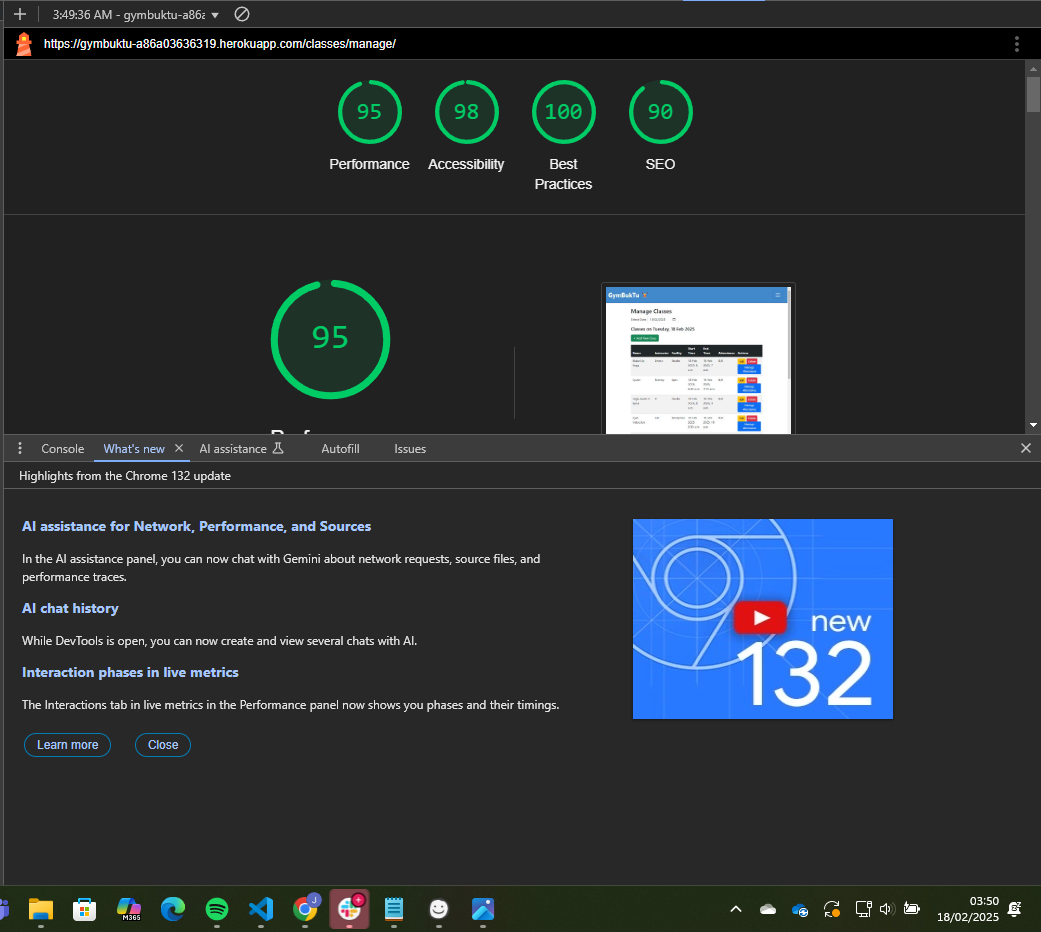 3:49:36 AM - gymbuktu-a86a
https://gymbuktu-a86a03636319.herokuapp.com/classes/manage/
95
98
100
90
Performance
Accessibility
Best
Practices
SEO
95
GymBukTu
Manage Classes
Classes on Tuesday, 18 Feb 2025
Console
What's new
AI assistance
Autofill
Issues
Highlights from the Chrome 132 update
AI assistance for Network, Performance, and Sources
In the AI assistance panel, you can now chat with Gemini about network requests, source files, and
performance traces.
AI chat history
While DevTools is open, you can now create and view several chats with AI.
Interaction phases in live metrics
The Interactions tab in live metrics in the Performance panel now shows you phases and their timings.
Learn more
Close
new
132
M365
J
03:50
18/02/2025